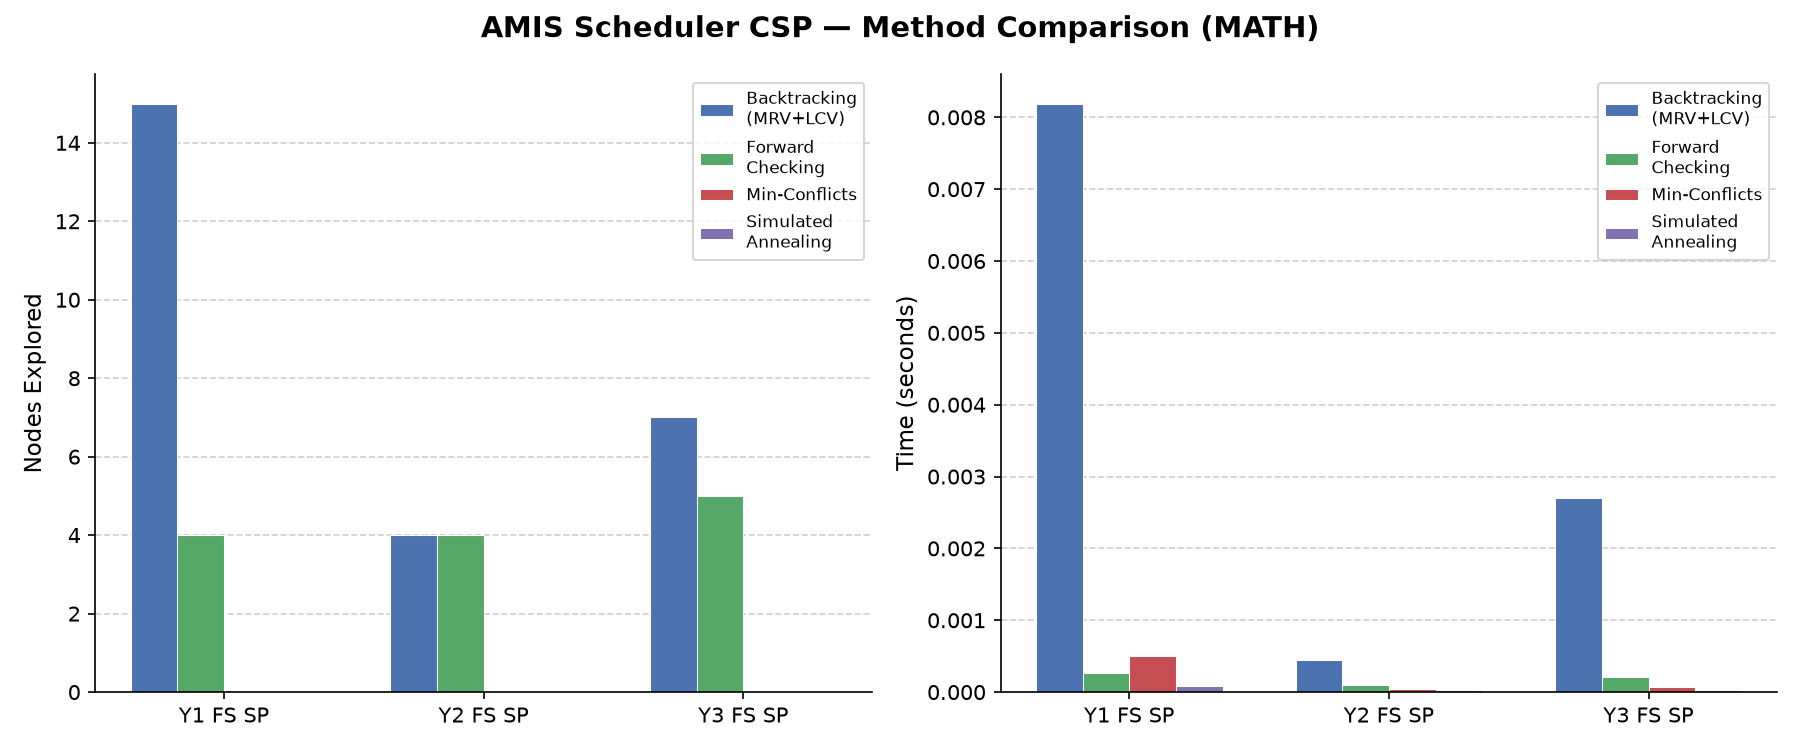 AMIS Scheduler CSP — Method Comparison (MATH)
Nodes Explored
14
12
10
8
6
4
2
0
Y1 FS SP
Y2 FS SP
Y3 FS SP
Backtracking
(MRV+LCV)
Forward
Checking
Min-Conflicts
Simulated
Annealing
Time (seconds)
0.008
0.007
0.006
0.005
0.004
0.003
0.002
0.001
0.000
Y1 FS SP
Y2 FS SP
Y3 FS SP
Backtracking
(MRV+LCV)
Forward
Checking
Min-Conflicts
Simulated
Annealing